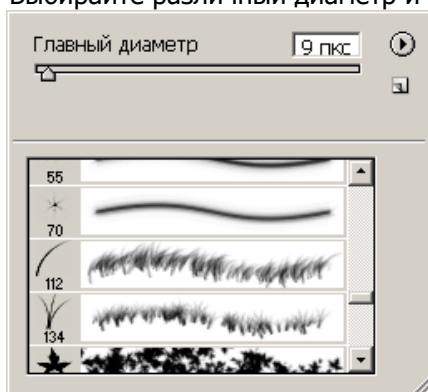 Выбирайте различный диаметр и
Главный диаметр
9 пкс
55
70
112
134